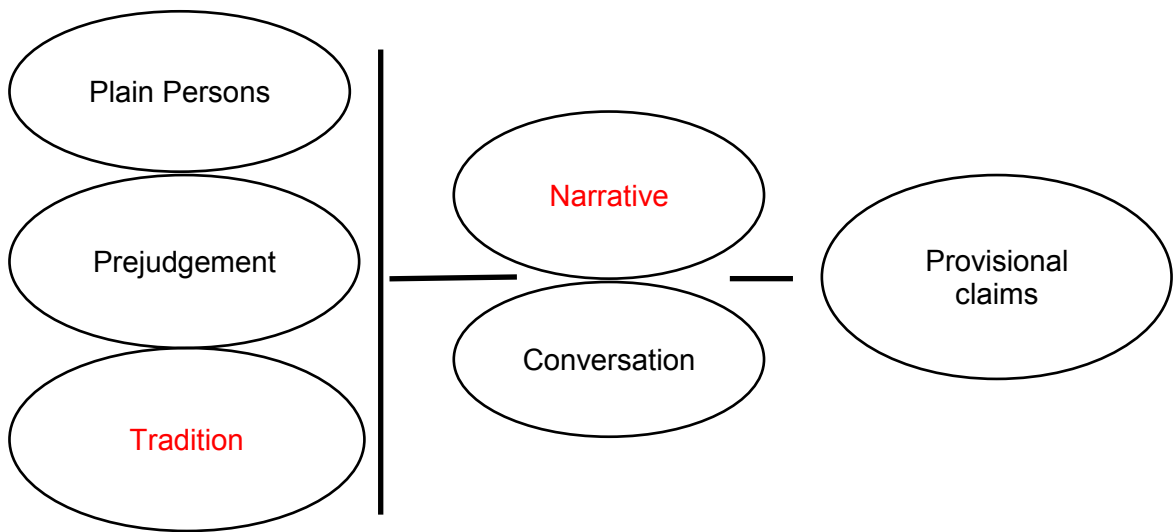 Plain Persons
Prejudgement
Tradition
Narrative
Conversation
Provisional
claims